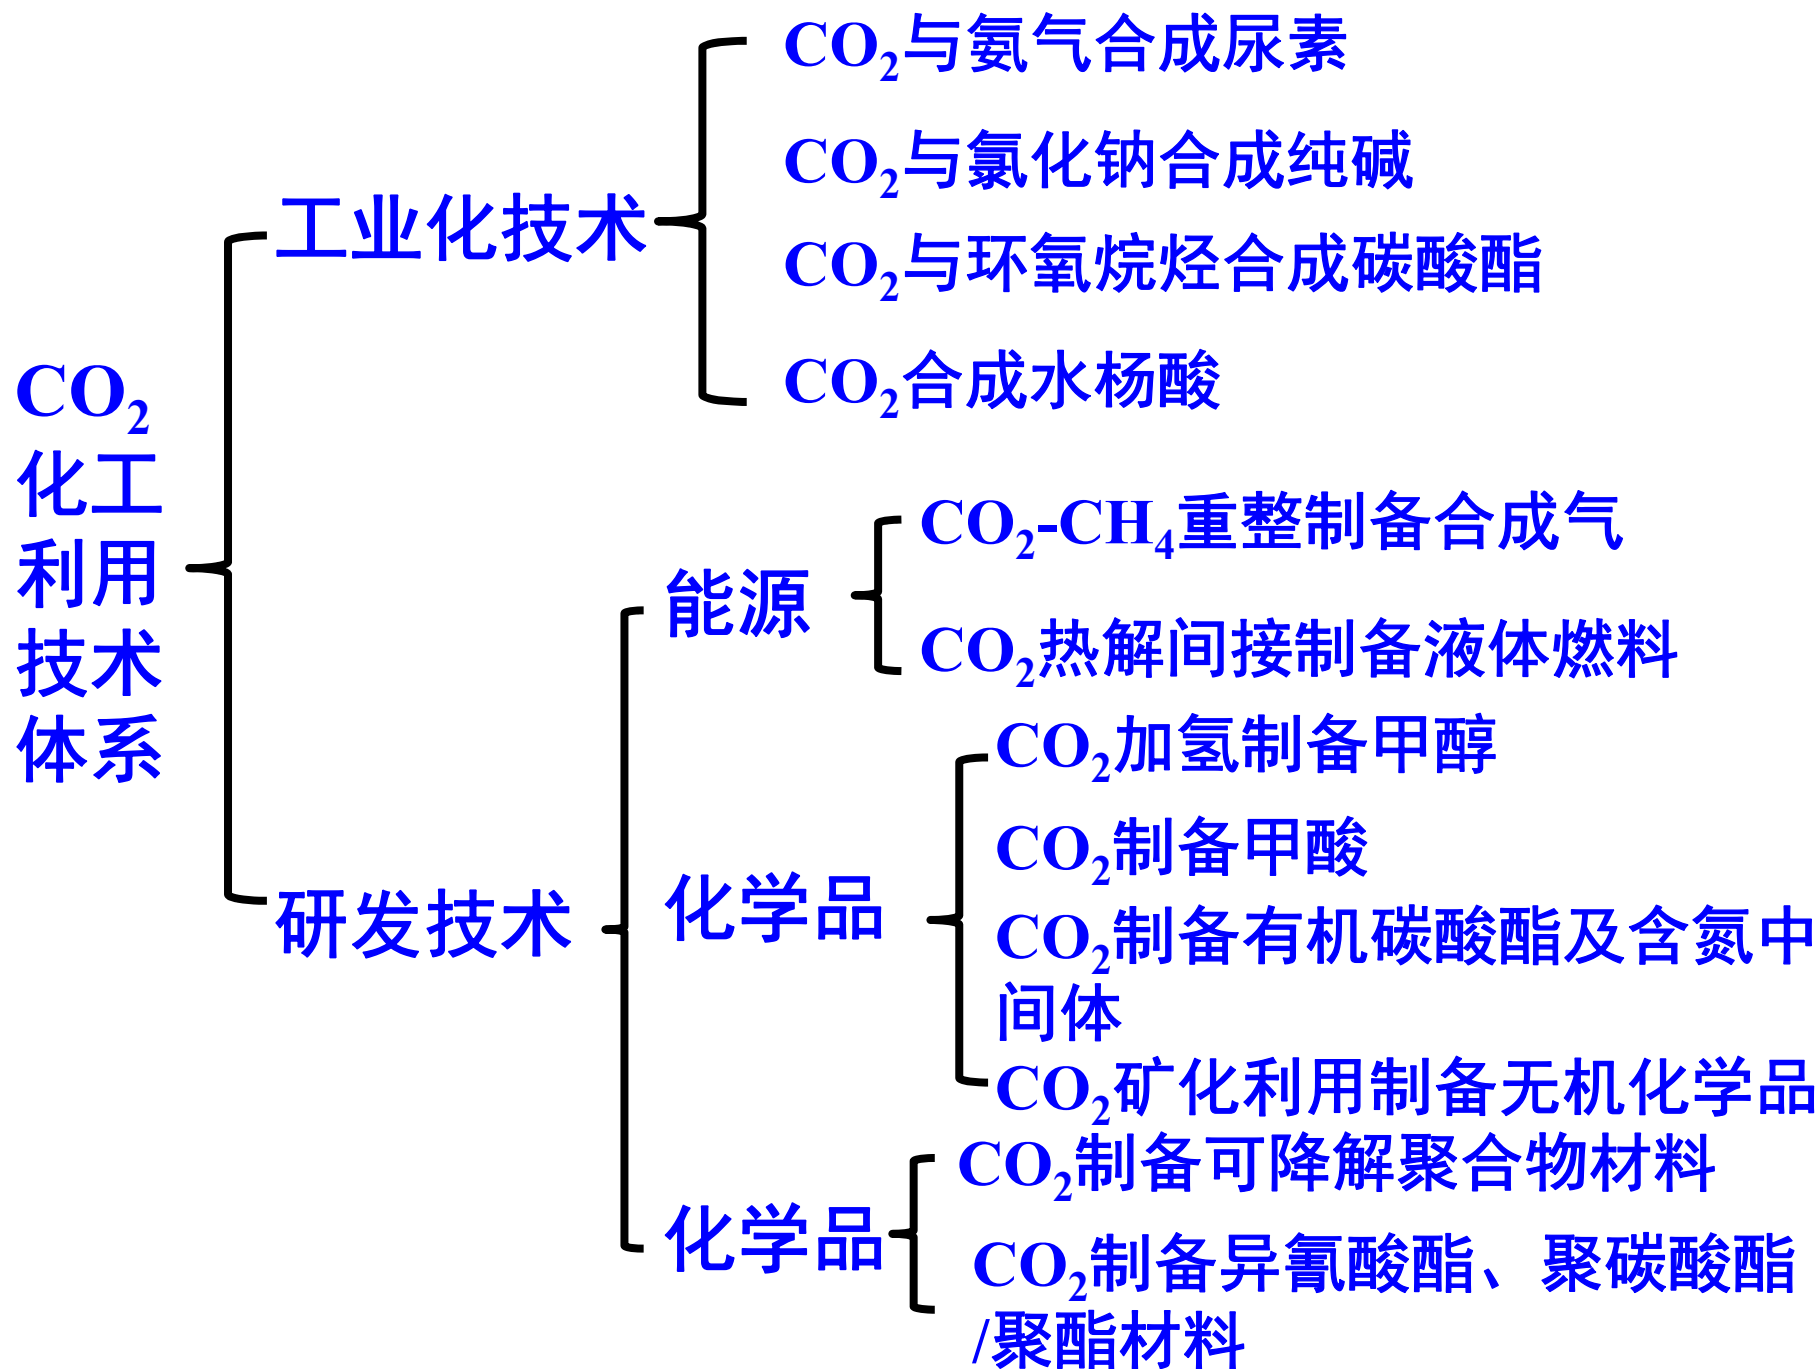 CO₂
化工
利用
技术
体系
工业化技术
CO₂与氨气合成尿素
CO₂与氯化钠合成纯碱
CO₂与环氧烷烃合成碳酸酯
CO₂合成水杨酸
研发技术
能源
CO₂-CH₄重整制备合成气
CO₂热解间接制备液体燃料
化学品
CO₂加氢制备甲醇
CO₂制备甲酸
CO₂制备有机碳酸酯及含氮中
间体
CO₂矿化利用制备无机化学品
化学品
CO₂制备可降解聚合物材料
CO₂制备异氰酸酯、聚碳酸酯
/聚酯材料